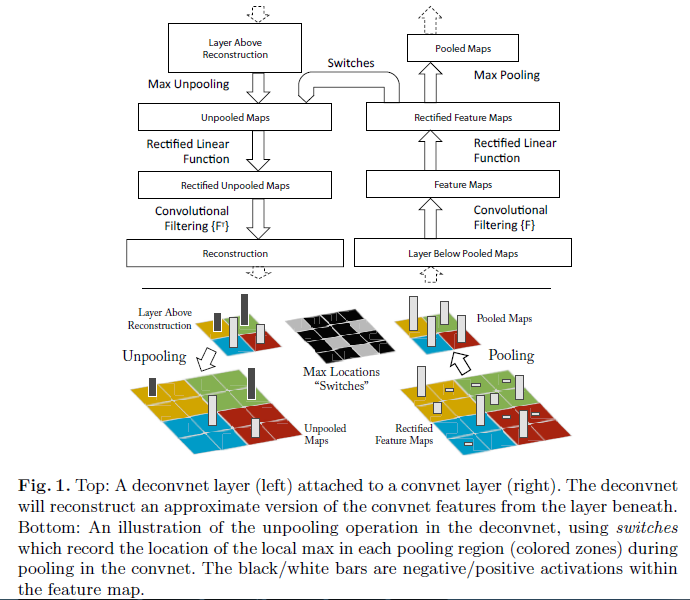 Layer Above
Reconstruction
Pooled Maps
Switches
Max Unpooling
Max Pooling
Unpooled Maps
Rectified Feature Maps
Rectified Linear
Function
Rectified Linear
Function
Rectified Unpooled Maps
Feature Maps
Convolutional
Filtering {Fᵀ}
Convolutional
Filtering {F}
Reconstruction
Layer Below Pooled Maps
Layer Above
Reconstruction
Pooled Maps
Unpooling
Max Locations
“Switches”
Pooling
Unpooled
Maps
Rectified
Feature Maps
Fig. 1. Top: A deconvnet layer (left) attached to a convnet layer (right). The deconvnet
will reconstruct an approximate version of the convnet features from the layer beneath.
Bottom: An illustration of the unpooling operation in the deconvnet, using switches
which record the location of the local max in each pooling region (colored zones) during
pooling in the convnet. The black/white bars are negative/positive activations within
the feature map.